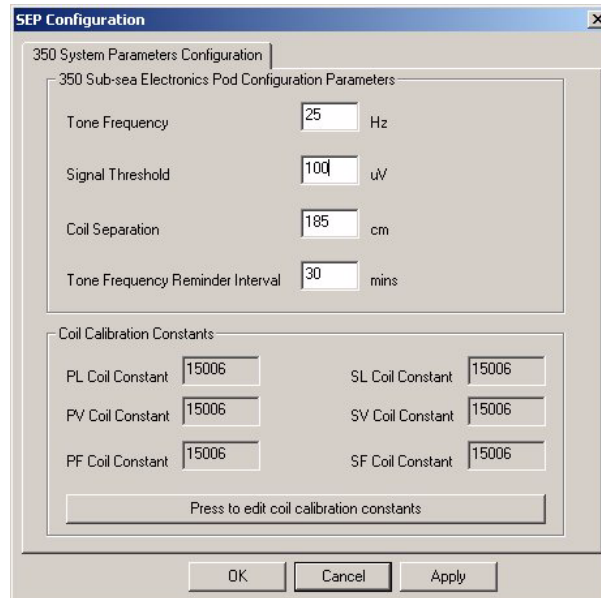 SEP Configuration
350 System Parameters Configuration
350 Sub-sea Electronics Pod Configuration Parameters
Tone Frequency 25 Hz
Signal Threshold 100 uV
Coil Separation 185 cm
Tone Frequency Reminder Interval 30 mins
Coil Calibration Constants
PL Coil Constant 15006 SL Coil Constant 15006
PV Coil Constant 15006 SV Coil Constant 15006
PF Coil Constant 15006 SF Coil Constant 15006
Press to edit coil calibration constants
OK Cancel Apply